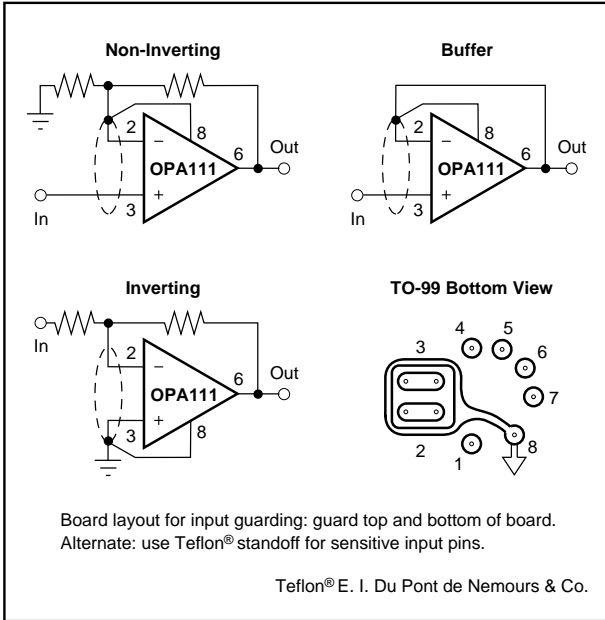 Non-Inverting
2
8
−
OPA111
6
Out
+
3
In
Buffer
2
8
−
OPA111
6
Out
+
3
In
Inverting
In
2
−
OPA111
6
Out
+
3
8
TO-99 Bottom View
3
4
5
6
7
2
1
8
Board layout for input guarding: guard top and bottom of board.
Alternate: use Teflon® standoff for sensitive input pins.
Teflon® E. I. Du Pont de Nemours & Co.